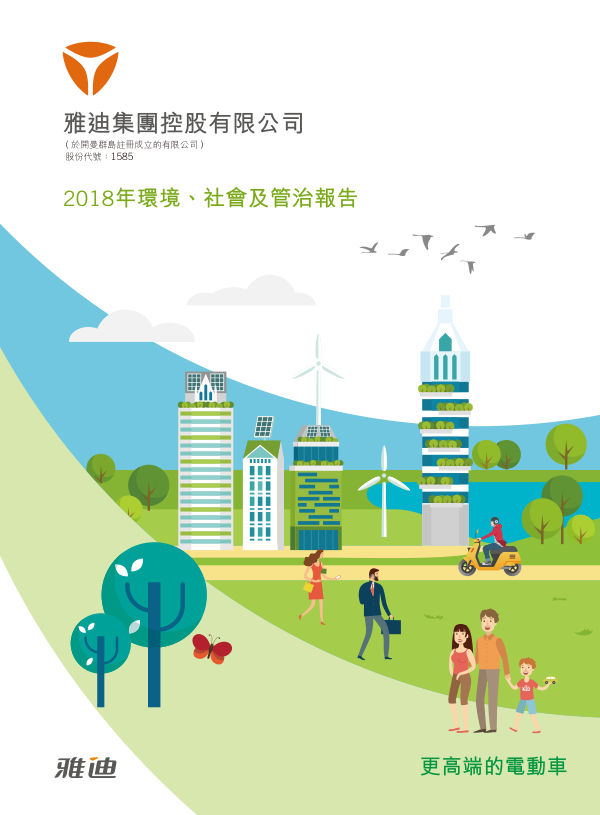 雅迪集團控股有限公司
(於開曼群島註冊成立的有限公司)
股份代號：1585
2018年環境、社會及管治報告
KID
雅迪
更高端的電動車